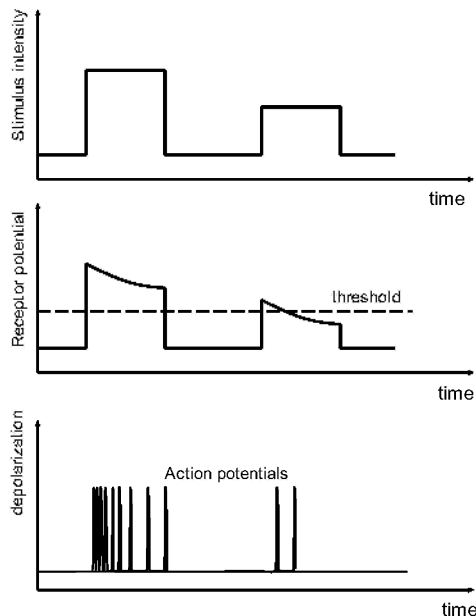 Stimulus intensity
time
Receptor potential
threshold
time
depolarization
Action potentials
time